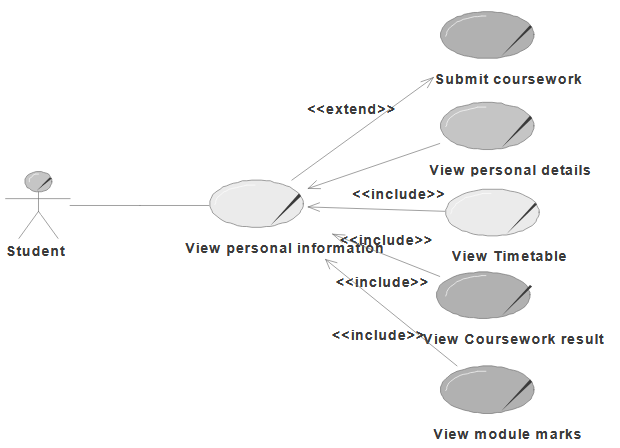 Submit coursework
<<extend>>
View personal details
<<include>>
Student
View personal information
<<include>>
View Timetable
<<include>>
<<include>>
View Coursework result
View module marks